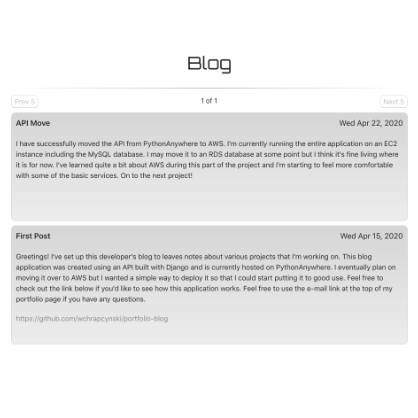 Blog
Prev 5
1 of 1
Next 5
API Move
Wed Apr 22, 2020
I have successfully moved the API from PythonAnywhere to AWS. I'm currently running the entire application on an EC2
instance including the MySQL database. I may move it to an RDS database at some point but I think it's fine living where
it is for now. I've learned quite a bit about AWS during this part of the project and I'm starting to feel more comfortable
with some of the basic services. On to the next project!
First Post
Wed Apr 15, 2020
Greetings! I've set up this developer's blog to leaves notes about various projects that I'm working on. This blog
application was created using an API built with Django and is currently hosted on PythonAnywhere. I eventually plan on
moving it over to AWS but I wanted a simple way to deploy it so that I could start putting it to good use. Feel free to
check out the link below if you'd like to see how this application works. Feel free to use the e-mail link at the top of my
portfolio page if you have any questions.
https://github.com/wchrapcynski/portfolio-blog